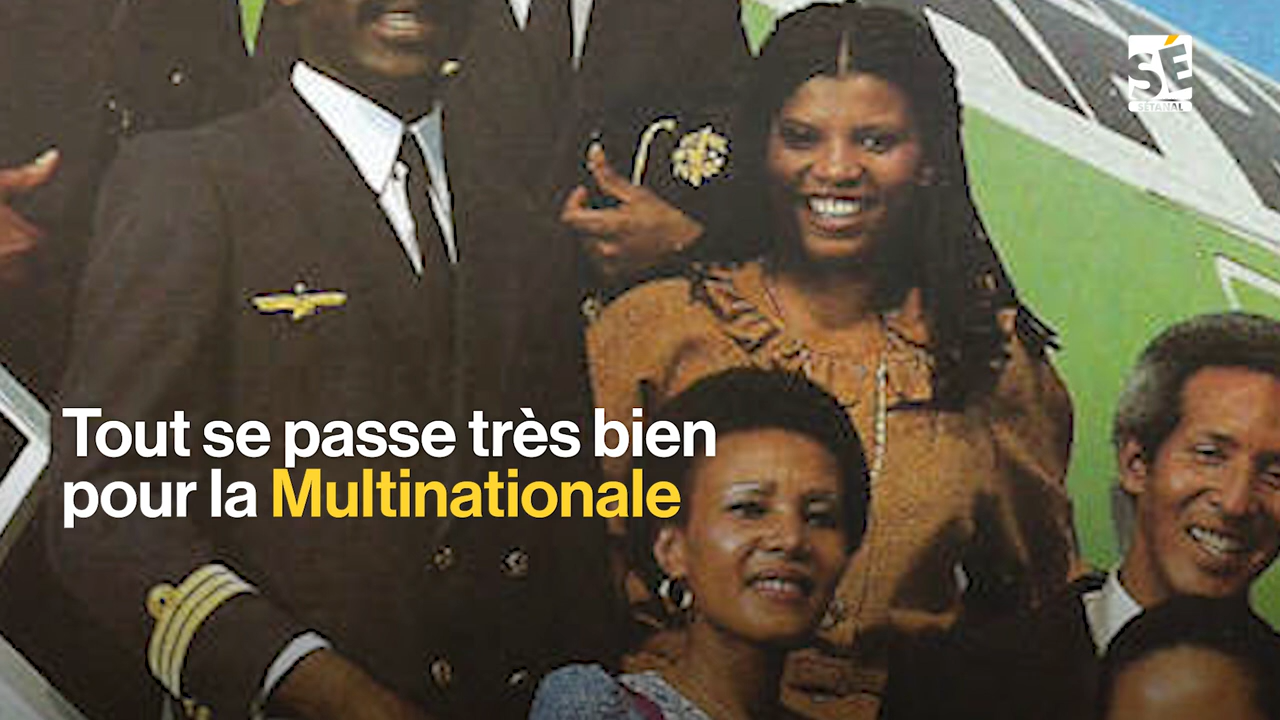 SÉ
SETANAL
Tout se passe très bien
pour la Multinationale